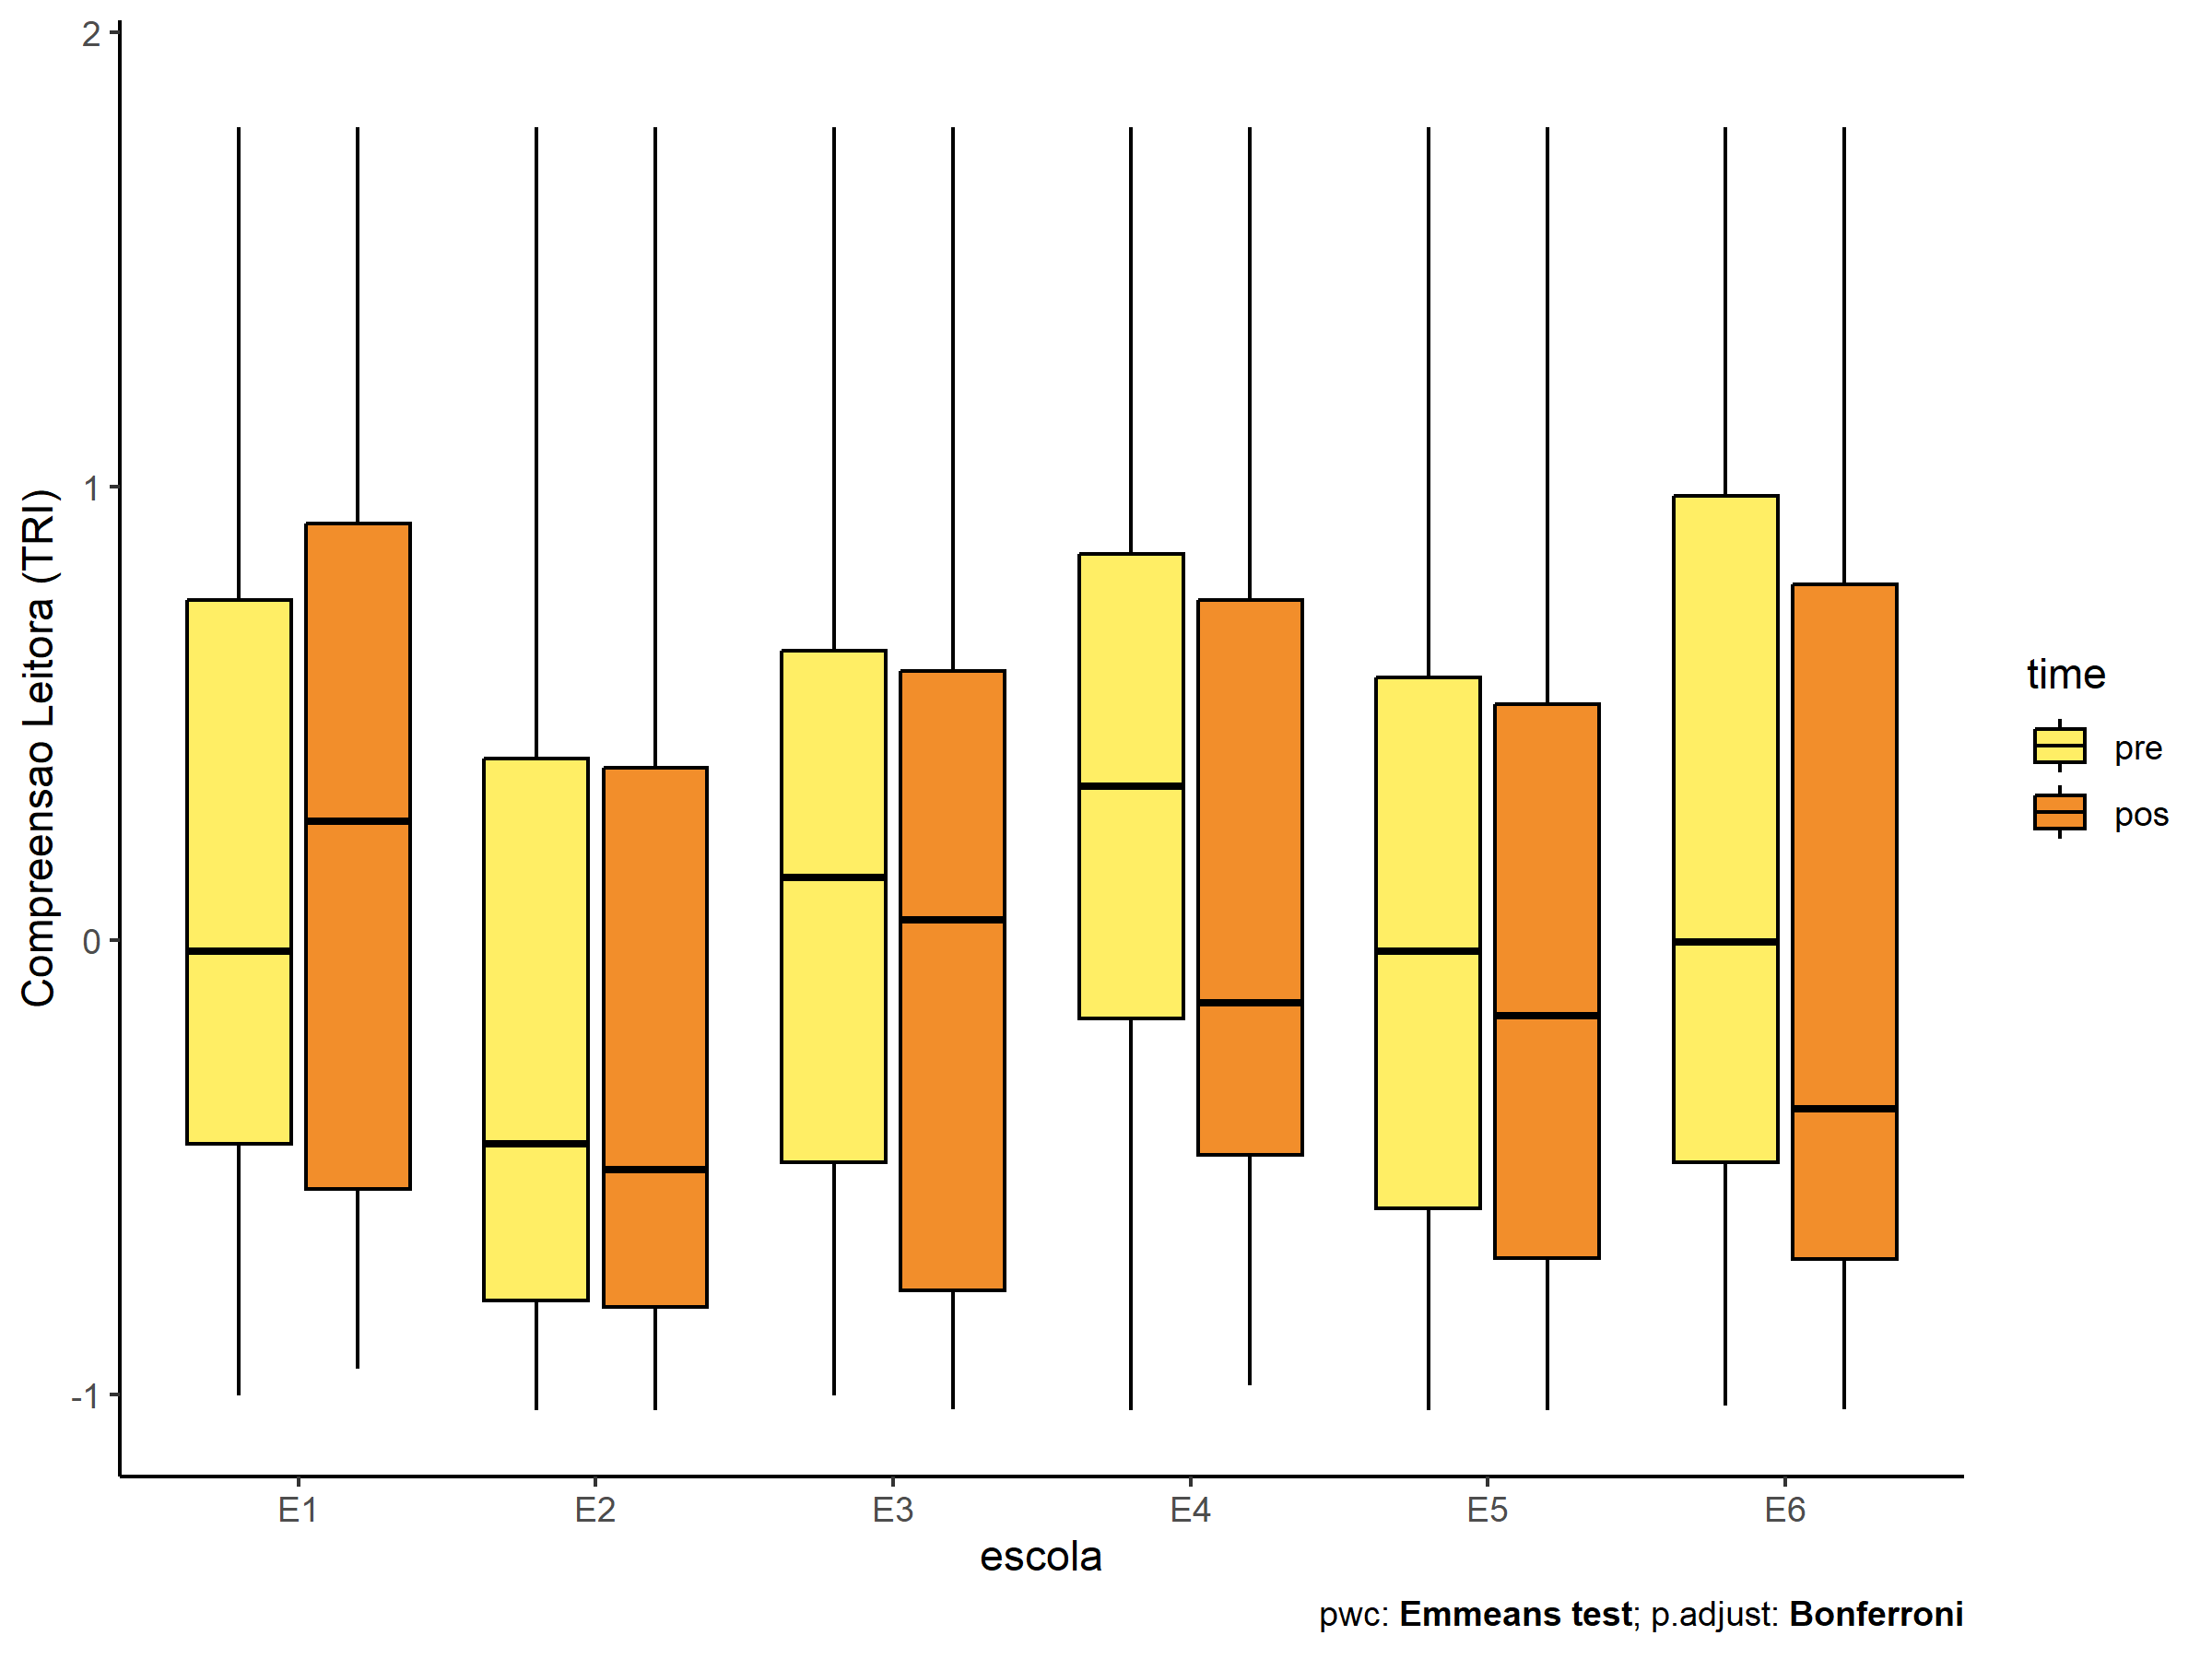 2
1
0
-1
Compreensao Leitora (TRI)
E1 E2 E3 E4 E5 E6
escola
time
pre
pos
pwc: Emmeans test; p.adjust: Bonferroni